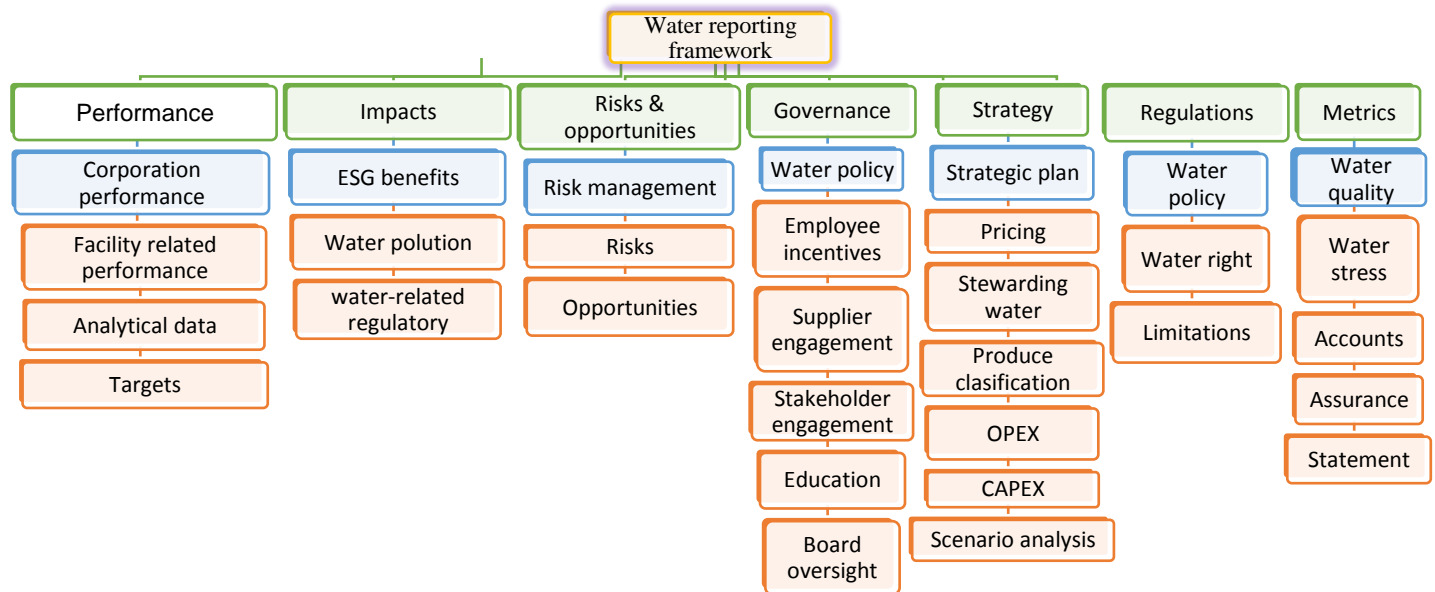 Water reporting
framework
Performance
Corporation
performance
Facility related
performance
Analytical data
Targets
Impacts
ESG benefits
Water polution
water-related
regulatory
Risks &
opportunities
Risk management
Risks
Opportunities
Governance
Water policy
Employee
incentives
Supplier
engagement
Stakeholder
engagement
Education
Board
oversight
Strategy
Strategic plan
Pricing
Stewarding
water
Produce
clasification
OPEX
CAPEX
Scenario analysis
Regulations
Water
policy
Water right
Limitations
Metrics
Water
quality
Water
stress
Accounts
Assurance
Statement